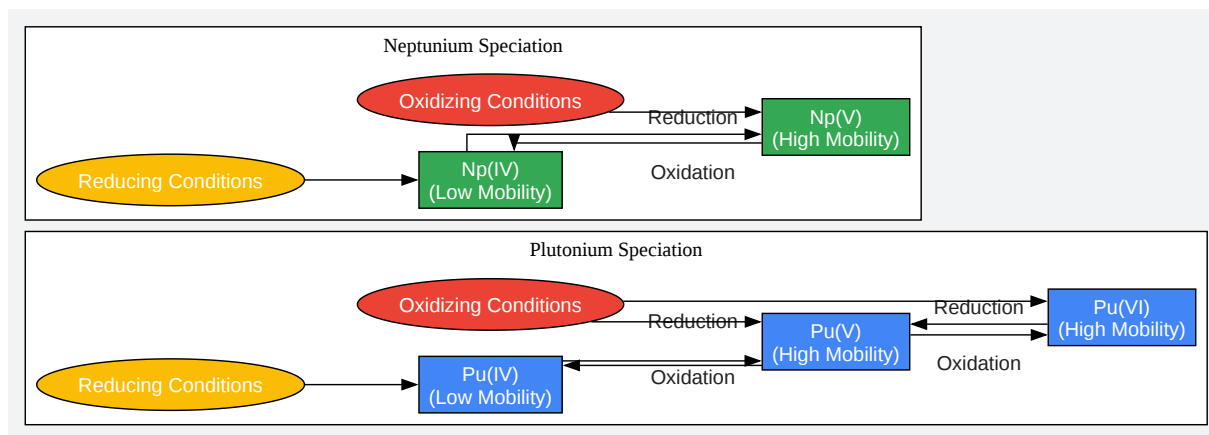 Neptunium Speciation
Oxidizing Conditions
Reduction
Np(V)
(High Mobility)
Reducing Conditions
Np(IV)
(Low Mobility)
Oxidation
Plutonium Speciation
Oxidizing Conditions
Reduction
Pu(VI)
(High Mobility)
Reduction
Pu(V)
(High Mobility)
Oxidation
Reducing Conditions
Pu(IV)
(Low Mobility)
Oxidation